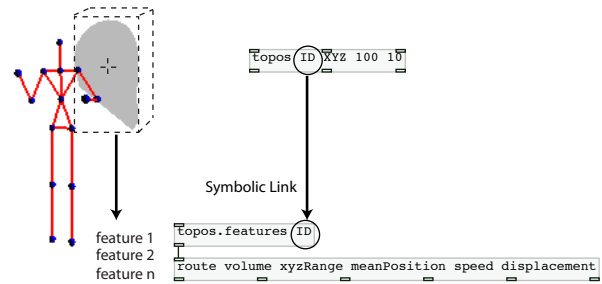 topos ID XYZ 100 10
Symbolic Link
topos.features ID
feature 1
feature 2
feature n
route volume xyzRange meanPosition speed displacement